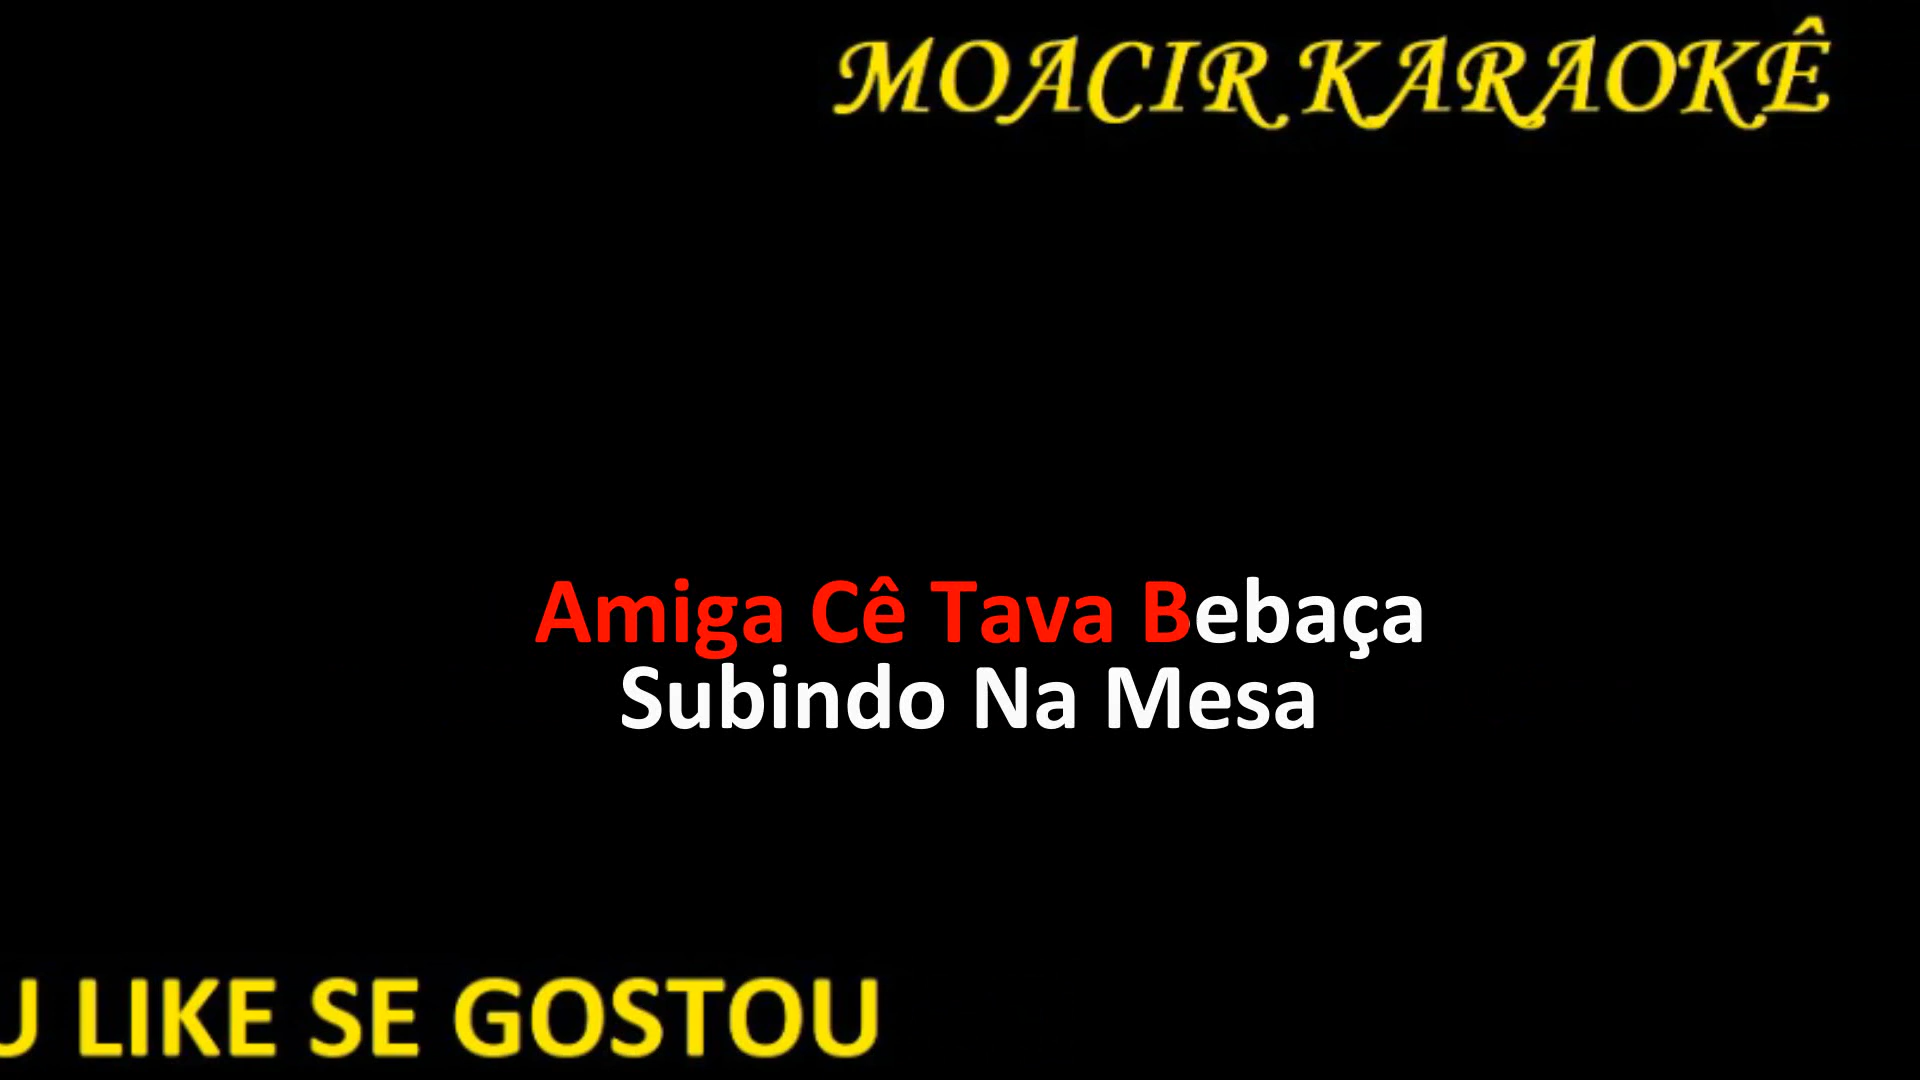 MOACIR KARAOKÊ
Amiga Cê Tava Bebaça
Subindo Na Mesa
U LIKE SE GOSTOU